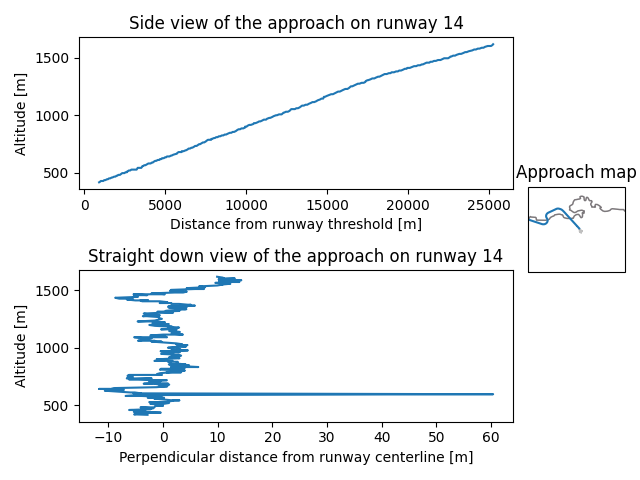 Side view of the approach on runway 14
1500
1000
500
Altitude [m]
0 5000 10000 15000 20000 25000
Distance from runway threshold [m]
Approach map
Straight down view of the approach on runway 14
1500
1000
500
Altitude [m]
−10 0 10 20 30 40 50 60
Perpendicular distance from runway centerline [m]